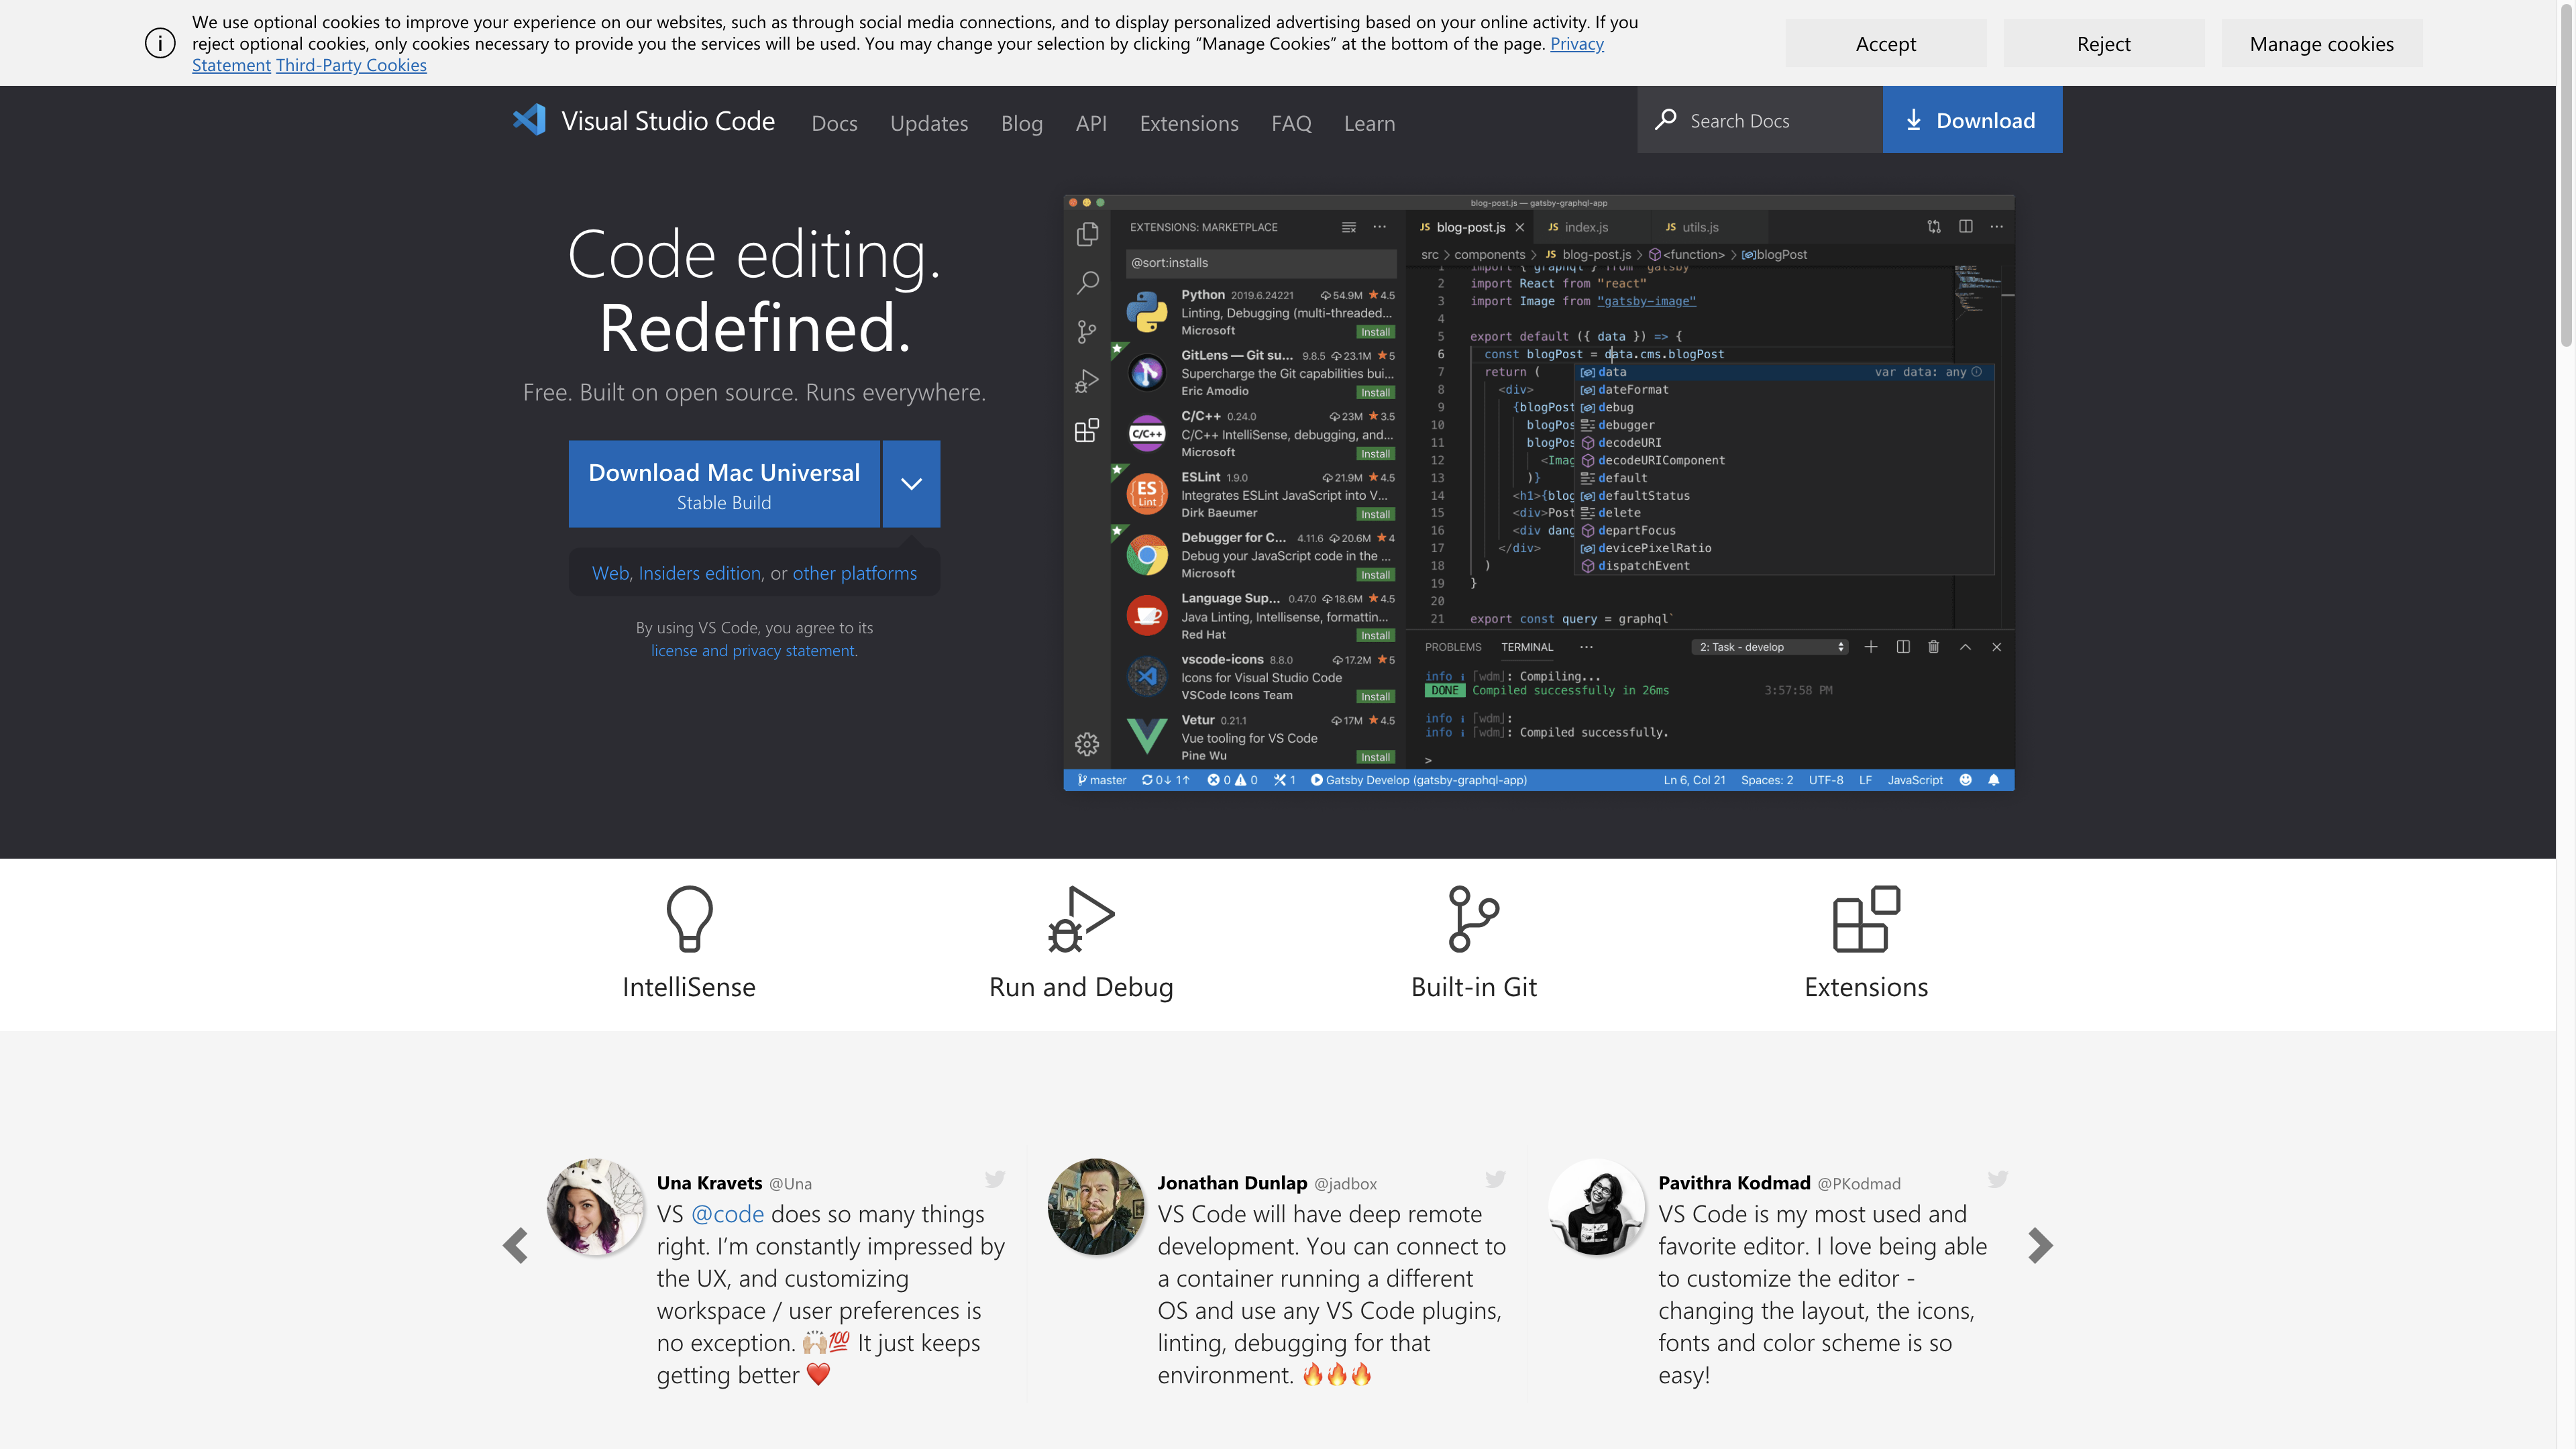 We use optional cookies to improve your experience on our websites, such as through social media connections, and to display personalized advertising based on your online activity. If you
reject optional cookies, only cookies necessary to provide you the services will be used. You may change your selection by clicking “Manage Cookies” at the bottom of the page. Privacy
Statement Third-Party Cookies
Accept
Reject
Manage cookies
Visual Studio Code
Docs
Updates
Blog
API
Extensions
FAQ
Learn
Search Docs
Download
Code editing.
Redefined.
Free. Built on open source. Runs everywhere.
Download Mac Universal
Stable Build
Web, Insiders edition, or other platforms
By using VS Code, you agree to its
license and privacy statement.
blog-post.js — gatsby-graphql-app
EXTENSIONS: MARKETPLACE
@sort:installs
Python 2019.6.24221 54.9M 4.5
Linting, Debugging (multi-threaded...
Microsoft
Install
GitLens — Git su... 9.8.5 23.1M 5
Supercharge the Git capabilities bui...
Eric Amodio
Install
C/C++
C/C++ 0.24.0 23M 3.5
C/C++ IntelliSense, debugging, and...
Microsoft
Install
ES
Lint
ESLint 1.9.0 21.9M 4.5
Integrates ESLint JavaScript into V...
Dirk Baeumer
Install
Debugger for C... 4.11.6 20.6M 4
Debug your JavaScript code in the ...
Microsoft
Install
Language Sup... 0.47.0 18.6M 4.5
Java Linting, Intellisense, formattin...
Red Hat
Install
vscode-icons 8.8.0 17.2M 5
Icons for Visual Studio Code
VSCode Icons Team
Install
Vetur 0.21.1 17M 4.5
Vue tooling for VS Code
Pine Wu
Install
JS blog-post.js
JS index.js
JS utils.js
src > components > JS blog-post.js > <function> > blogPost
1 import { graphql } from "gatsby"
2 import React from "react"
3 import Image from "gatsby-image"
4
5 export default ({ data }) => {
6 const blogPost = data.cms.blogPost
7 return (
8 <div>
9 {blogPost
10 blogPos
11 blogPos
12 <Imag
13 )}
14 <h1>{blog
15 <div>Post
16 <div dang
17 </div>
18 )
19 }
20
21 export const query = graphql`
data var data: any
dateFormat
debug
debugger
decodeURI
decodeURIComponent
default
defaultStatus
delete
departFocus
devicePixelRatio
dispatchEvent
PROBLEMS
TERMINAL
...
2: Task - develop
info [wdm]: Compiling...
DONE Compiled successfully in 26ms 3:57:58 PM
info [wdm]:
info [wdm]: Compiled successfully.
>
master 0↓ 1↑ 0 0 1 Gatsby Develop (gatsby-graphql-app)
Ln 6, Col 21 Spaces: 2 UTF-8 LF JavaScript
IntelliSense
Run and Debug
Built-in Git
Extensions
Una Kravets @Una
VS @code does so many things
right. I’m constantly impressed by
the UX, and customizing
workspace / user preferences is
no exception. 🙌🏼💯 It just keeps
getting better ❤️
Jonathan Dunlap @jadbox
VS Code will have deep remote
development. You can connect to
a container running a different
OS and use any VS Code plugins,
linting, debugging for that
environment. 🔥🔥🔥
Pavithra Kodmad @PKodmad
VS Code is my most used and
favorite editor. I love being able
to customize the editor -
changing the layout, the icons,
fonts and color scheme is so
easy!